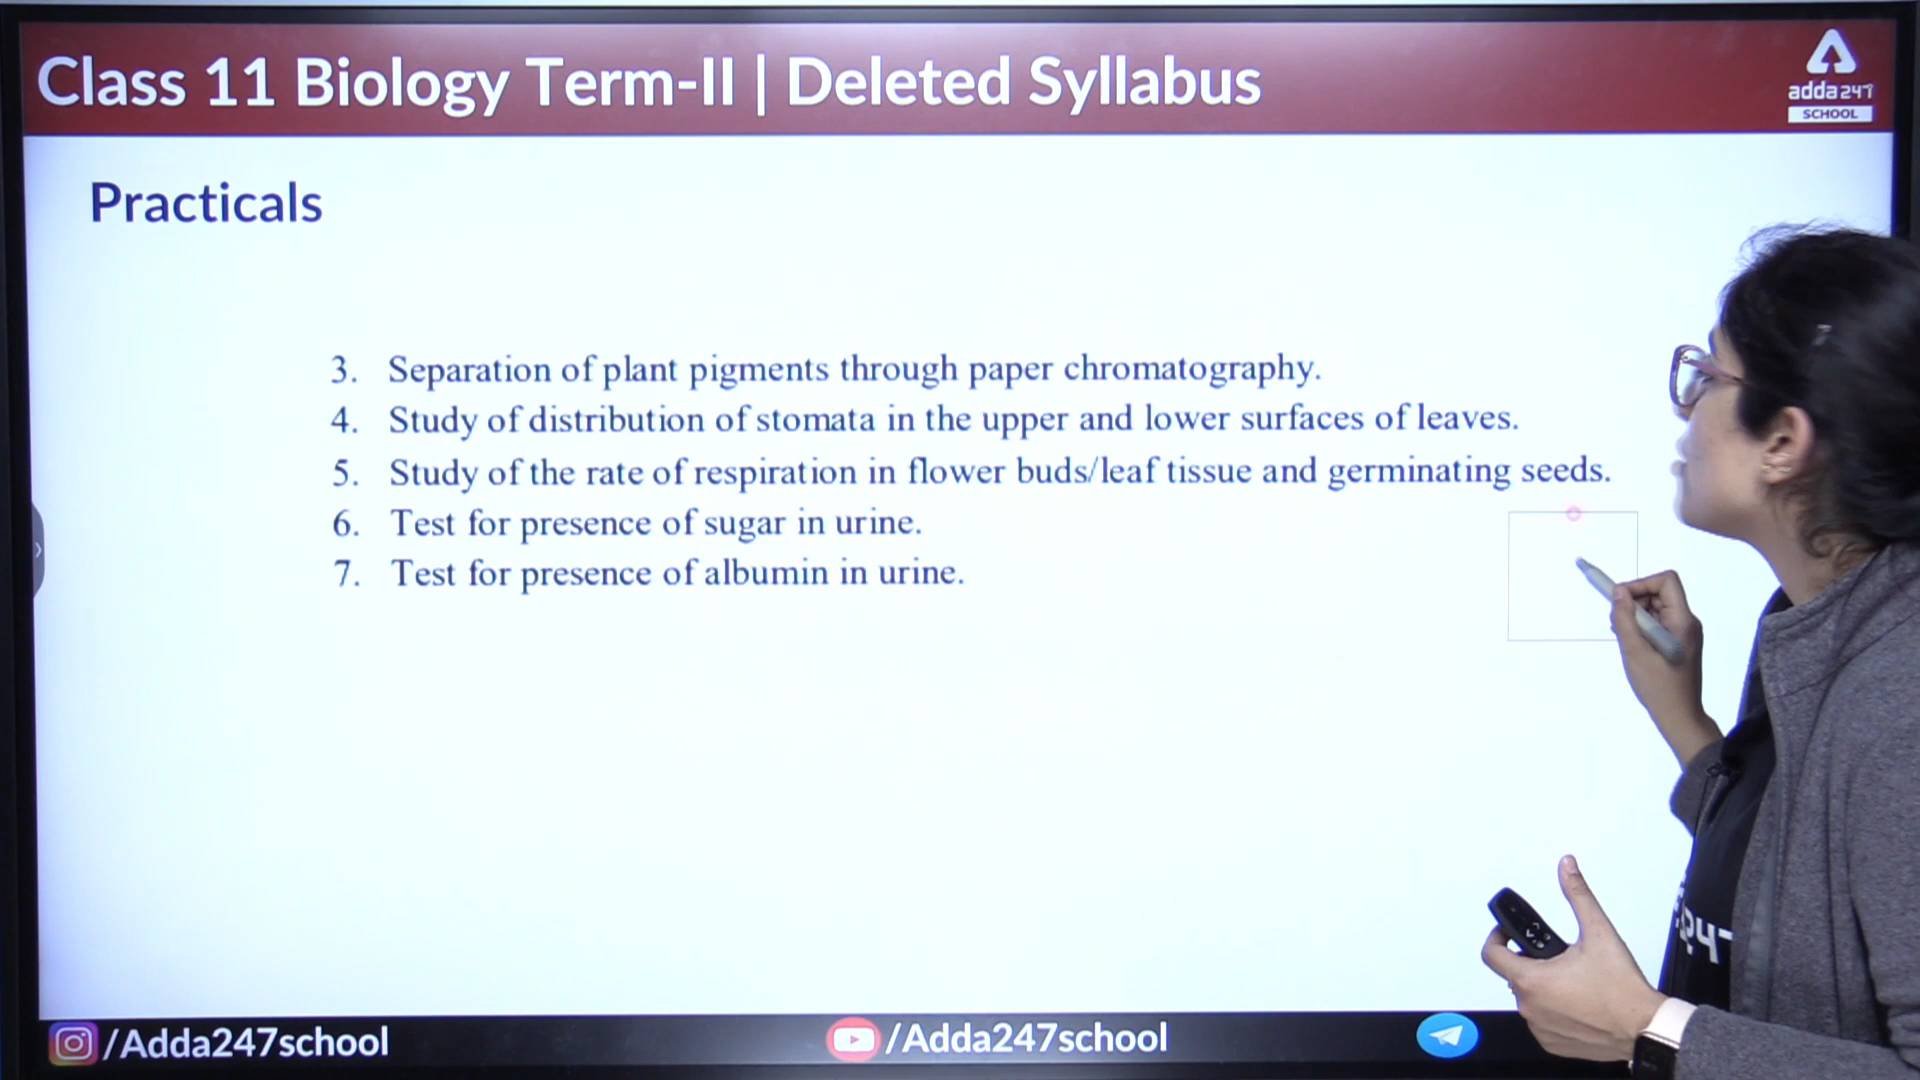 Class 11 Biology Term-II | Deleted Syllabus
adda247
SCHOOL
Practicals
3. Separation of plant pigments through paper chromatography.
4. Study of distribution of stomata in the upper and lower surfaces of leaves.
5. Study of the rate of respiration in flower buds/leaf tissue and germinating seeds.
6. Test for presence of sugar in urine.
7. Test for presence of albumin in urine.
/Adda247school
/Adda247school